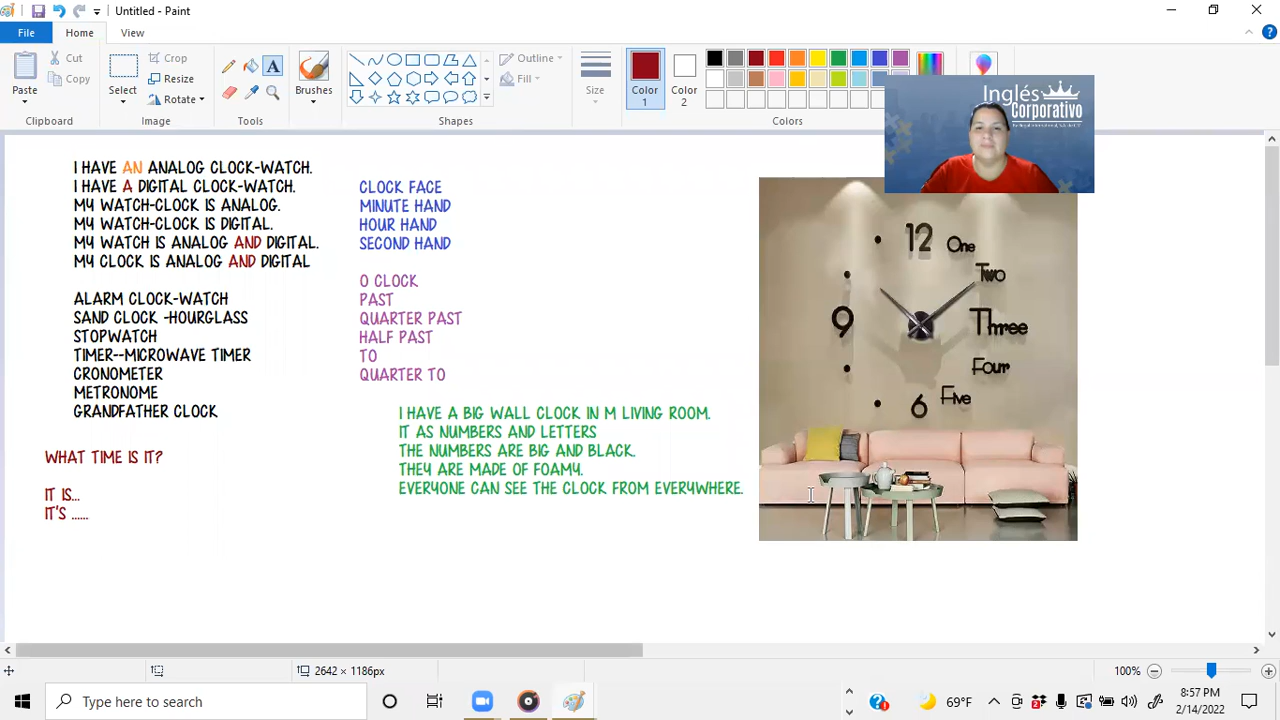 Untitled - Paint
File
Home
View
Paste
Cut
Copy
Clipboard
Select
Crop
Resize
Rotate
Image
Tools
Brushes
Shapes
Outline
Fill
Size
Color 1
Color 2
Colors
Inglés
Corporativo
I HAVE AN ANALOG CLOCK-WATCH.
I HAVE A DIGITAL CLOCK-WATCH.
MY WATCH-CLOCK IS ANALOG.
MY WATCH-CLOCK IS DIGITAL.
MY WATCH IS ANALOG AND DIGITAL.
MY CLOCK IS ANALOG AND DIGITAL
ALARM CLOCK-WATCH
SAND CLOCK -HOURGLASS
STOPWATCH
TIMER--MICROWAVE TIMER
CRONOMETER
METRONOME
GRANDFATHER CLOCK
WHAT TIME IS IT?
IT IS...
IT'S ......
CLOCK FACE
MINUTE HAND
HOUR HAND
SECOND HAND
O CLOCK
PAST
QUARTER PAST
HALF PAST
TO
QUARTER TO
I HAVE A BIG WALL CLOCK IN M LIVING ROOM.
IT AS NUMBERS AND LETTERS
THE NUMBERS ARE BIG AND BLACK.
THEY ARE MADE OF FOAMY.
EVERYONE CAN SEE THE CLOCK FROM EVERYWHERE.
12
One
Two
9
Three
Four
Five
6
2642 × 1186px
100%
Type here to search
69°F
8:57 PM
2/14/2022